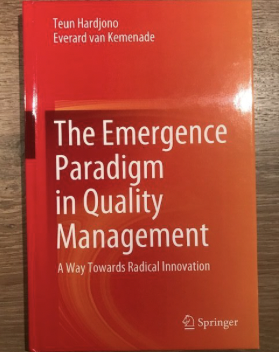 Teun Hardjono
Everard van Kemenade
The Emergence
Paradigm
in Quality
Management
A Way Towards Radical Innovation
Springer